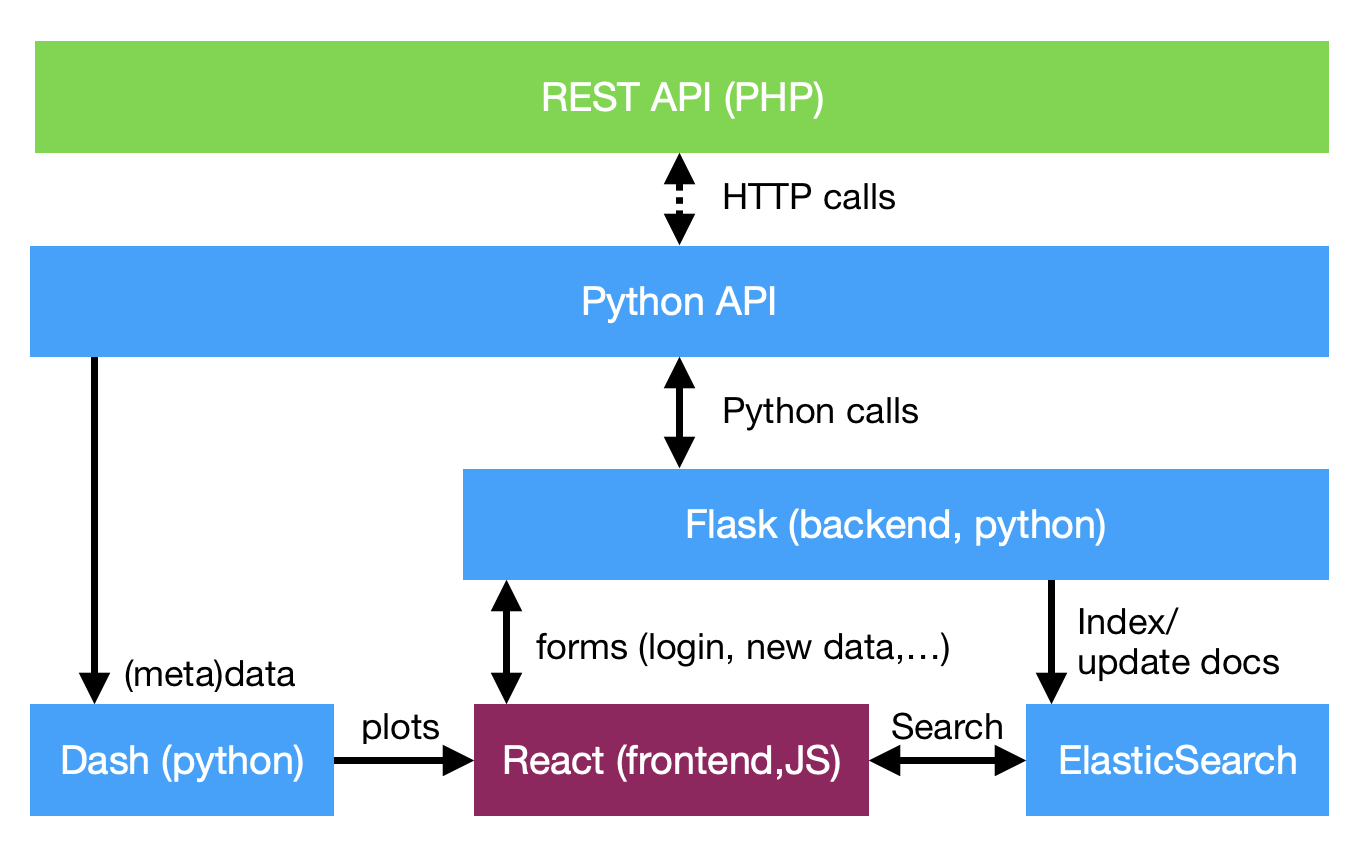 REST API (PHP)
HTTP calls
Python API
Python calls
Flask (backend, python)
forms (login, new data,...)
Index/
update docs
(meta)data
plots
Search
Dash (python)
React (frontend,JS)
ElasticSearch